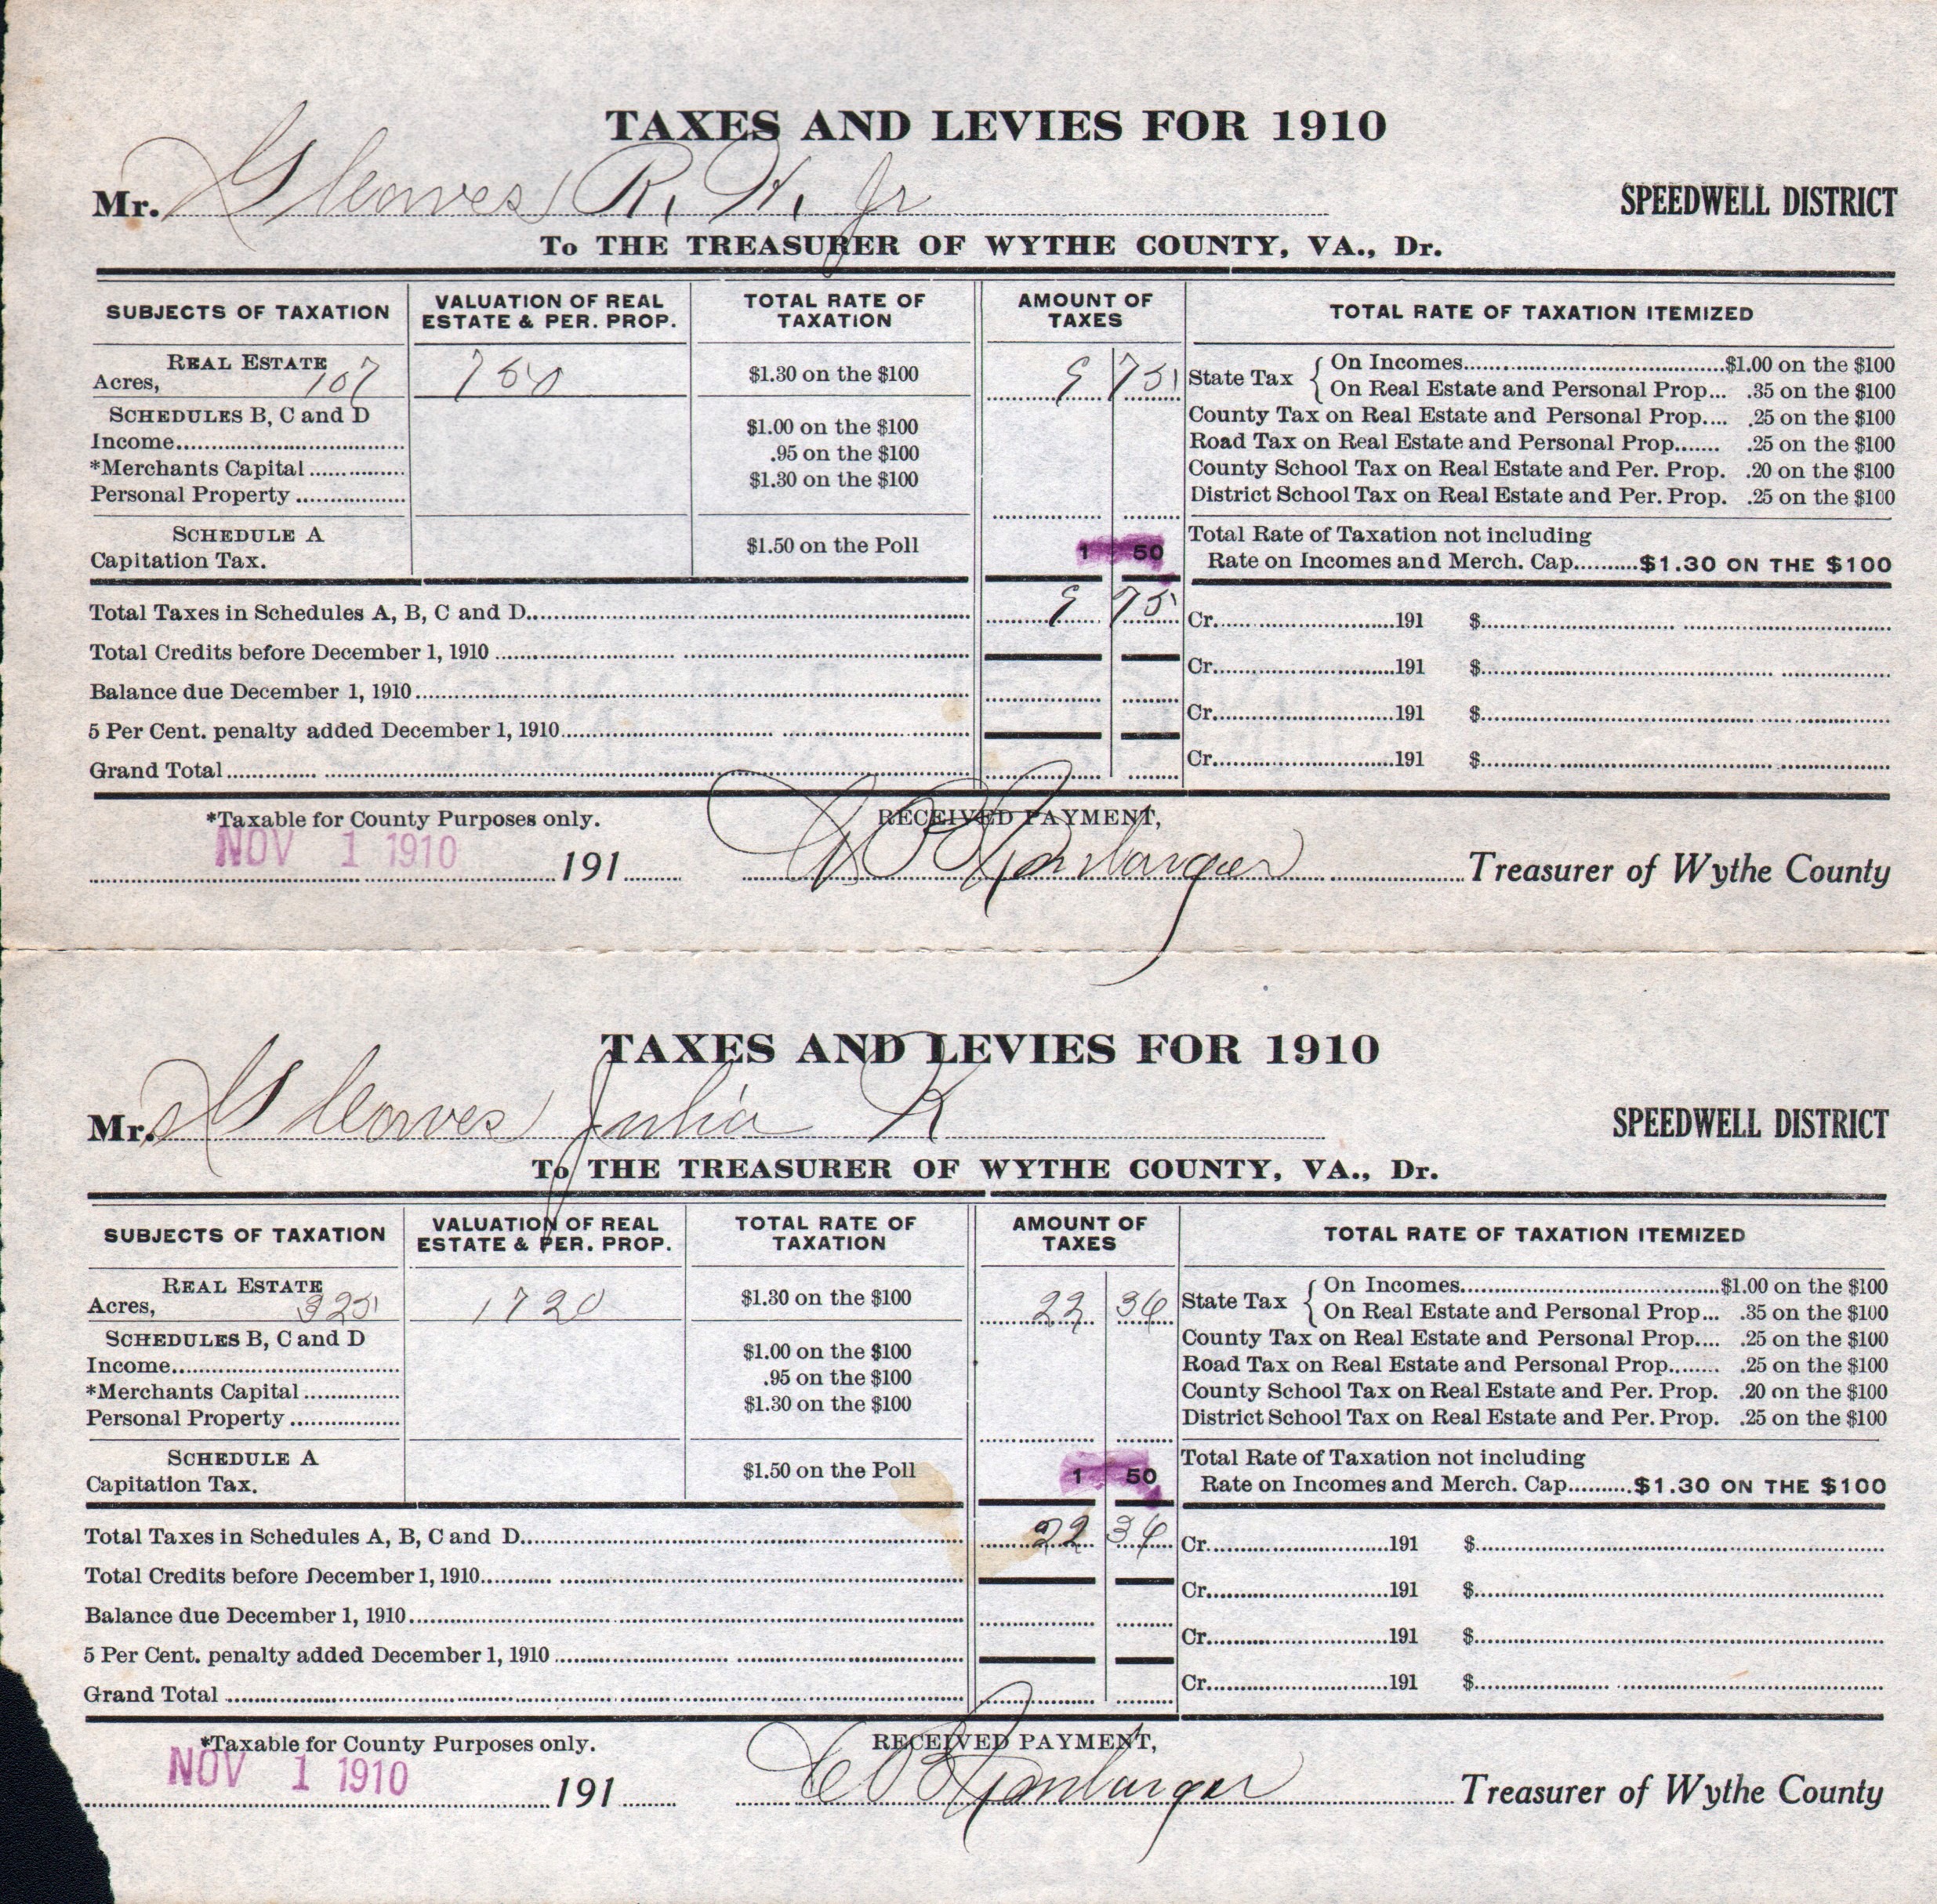 TAXES AND LEVIES FOR 1910
Mr. Gleaves R. H. Jr SPEEDWELL DISTRICT
To THE TREASURER OF WYTHE COUNTY, VA., Dr.
SUBJECTS OF TAXATION VALUATION OF REAL ESTATE & PER. PROP. TOTAL RATE OF TAXATION AMOUNT OF TAXES TOTAL RATE OF TAXATION ITEMIZED
REAL ESTATE
Acres, 107 750 $1.30 on the $100 9 75
State Tax { On Incomes $1.00 on the $100
On Real Estate and Personal Prop... .35 on the $100
SCHEDULES B, C and D County Tax on Real Estate and Personal Prop.... .25 on the $100
Income $1.00 on the $100 Road Tax on Real Estate and Personal Prop....... .25 on the $100
*Merchants Capital .95 on the $100 County School Tax on Real Estate and Per. Prop. .20 on the $100
Personal Property $1.30 on the $100 District School Tax on Real Estate and Per. Prop. .25 on the $100
SCHEDULE A Total Rate of Taxation not including
Capitation Tax. $1.50 on the Poll 1 50 Rate on Incomes and Merch. Cap..........$1.30 ON THE $100
Total Taxes in Schedules A, B, C and D 9 75 Cr. 191 $
Total Credits before December 1, 1910 Cr. 191 $
Balance due December 1, 1910
5 Per Cent. penalty added December 1, 1910 Cr. 191 $
Grand Total Cr. 191 $
*Taxable for County Purposes only. RECEIVED PAYMENT,
NOV 1 1910 191 Umbarger Treasurer of Wythe County
TAXES AND LEVIES FOR 1910
Mrs Gleaves Julia K SPEEDWELL DISTRICT
To THE TREASURER OF WYTHE COUNTY, VA., Dr.
SUBJECTS OF TAXATION VALUATION OF REAL ESTATE & PER. PROP. TOTAL RATE OF TAXATION AMOUNT OF TAXES TOTAL RATE OF TAXATION ITEMIZED
REAL ESTATE
Acres, 325 1720 $1.30 on the $100 22 36
State Tax { On Incomes $1.00 on the $100
On Real Estate and Personal Prop... .35 on the $100
SCHEDULES B, C and D County Tax on Real Estate and Personal Prop.... .25 on the $100
Income $1.00 on the $100 Road Tax on Real Estate and Personal Prop....... .25 on the $100
*Merchants Capital .95 on the $100 County School Tax on Real Estate and Per. Prop. .20 on the $100
Personal Property $1.30 on the $100 District School Tax on Real Estate and Per. Prop. .25 on the $100
SCHEDULE A Total Rate of Taxation not including
Capitation Tax. $1.50 on the Poll 1 50 Rate on Incomes and Merch. Cap..........$1.30 ON THE $100
Total Taxes in Schedules A, B, C and D 22 36 Cr. 191 $
Total Credits before December 1, 1910 Cr. 191 $
Balance due December 1, 1910
5 Per Cent. penalty added December 1, 1910 Cr. 191 $
Grand Total Cr. 191 $
*Taxable for County Purposes only. RECEIVED PAYMENT,
NOV 1 1910 191 Umbarger Treasurer of Wythe County